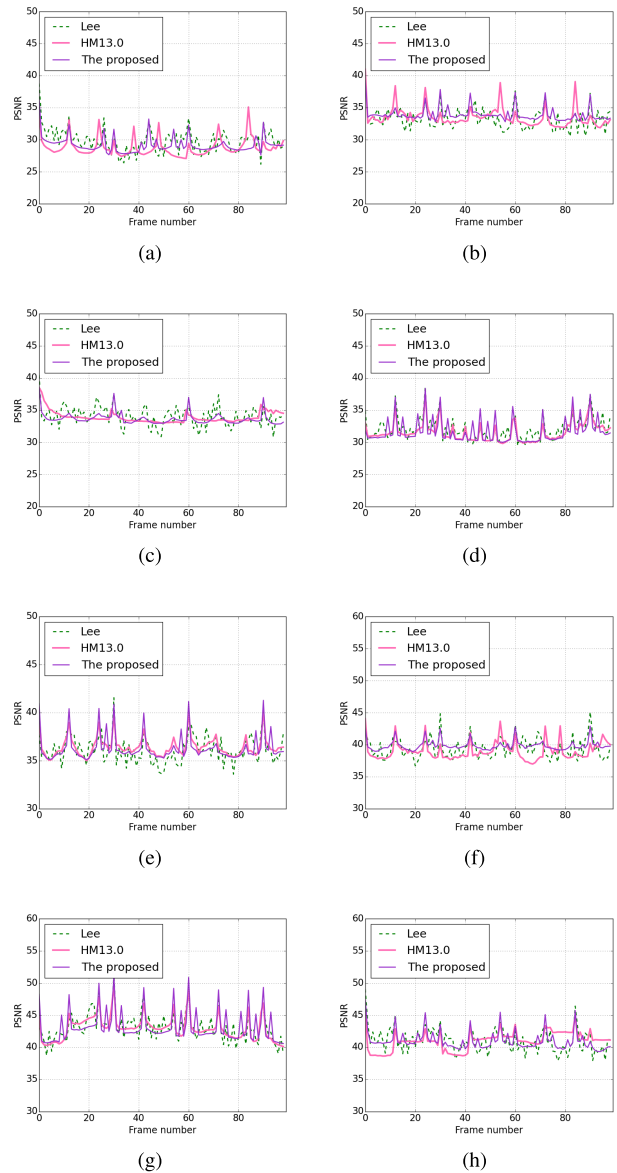 50
45
40
35
30
25
20
PSNR
Lee
HM13.0
The proposed
0 20 40 60 80
Frame number
(a)
50
45
40
35
30
25
20
PSNR
Lee
HM13.0
The proposed
0 20 40 60 80
Frame number
(b)
50
45
40
35
30
25
20
PSNR
Lee
HM13.0
The proposed
0 20 40 60 80
Frame number
(c)
50
45
40
35
30
25
20
PSNR
Lee
HM13.0
The proposed
0 20 40 60 80
Frame number
(d)
50
45
40
35
30
PSNR
Lee
HM13.0
The proposed
0 20 40 60 80
Frame number
(e)
60
55
50
45
40
35
30
PSNR
Lee
HM13.0
The proposed
0 20 40 60 80
Frame number
(f)
60
55
50
45
40
35
30
PSNR
Lee
HM13.0
The proposed
0 20 40 60 80
Frame number
(g)
60
55
50
45
40
35
30
PSNR
Lee
HM13.0
The proposed
0 20 40 60 80
Frame number
(h)